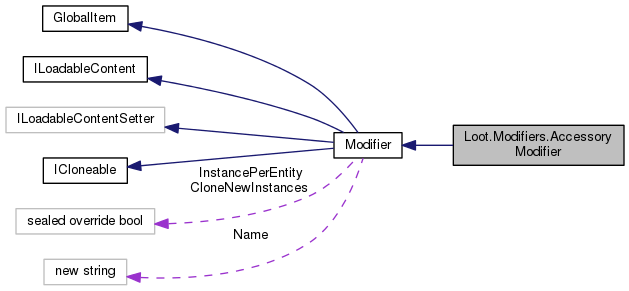 GlobalItem
ILoadableContent
ILoadableContentSetter
ICloneable
sealed override bool
new string
InstancePerEntity
CloneNewInstances
Name
Modifier
Loot.Modifiers.Accessory
Modifier